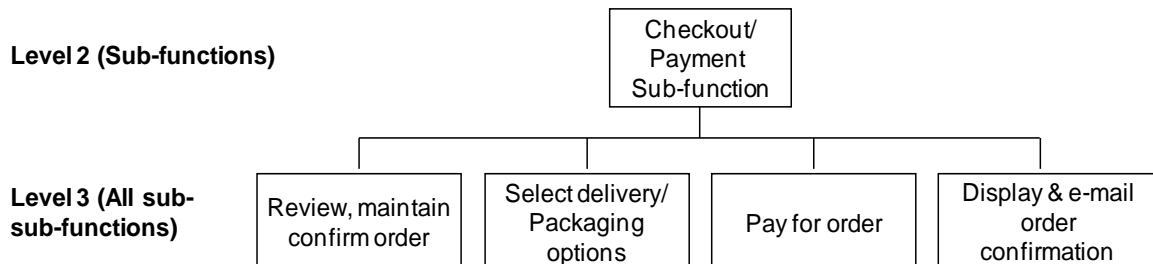 Level 2 (Sub-functions)
Checkout/
Payment
Sub-function
Level 3 (All sub-
sub-functions)
Review, maintain
confirm order
Select delivery/
Packaging
options
Pay for order
Display & e-mail
order
confirmation